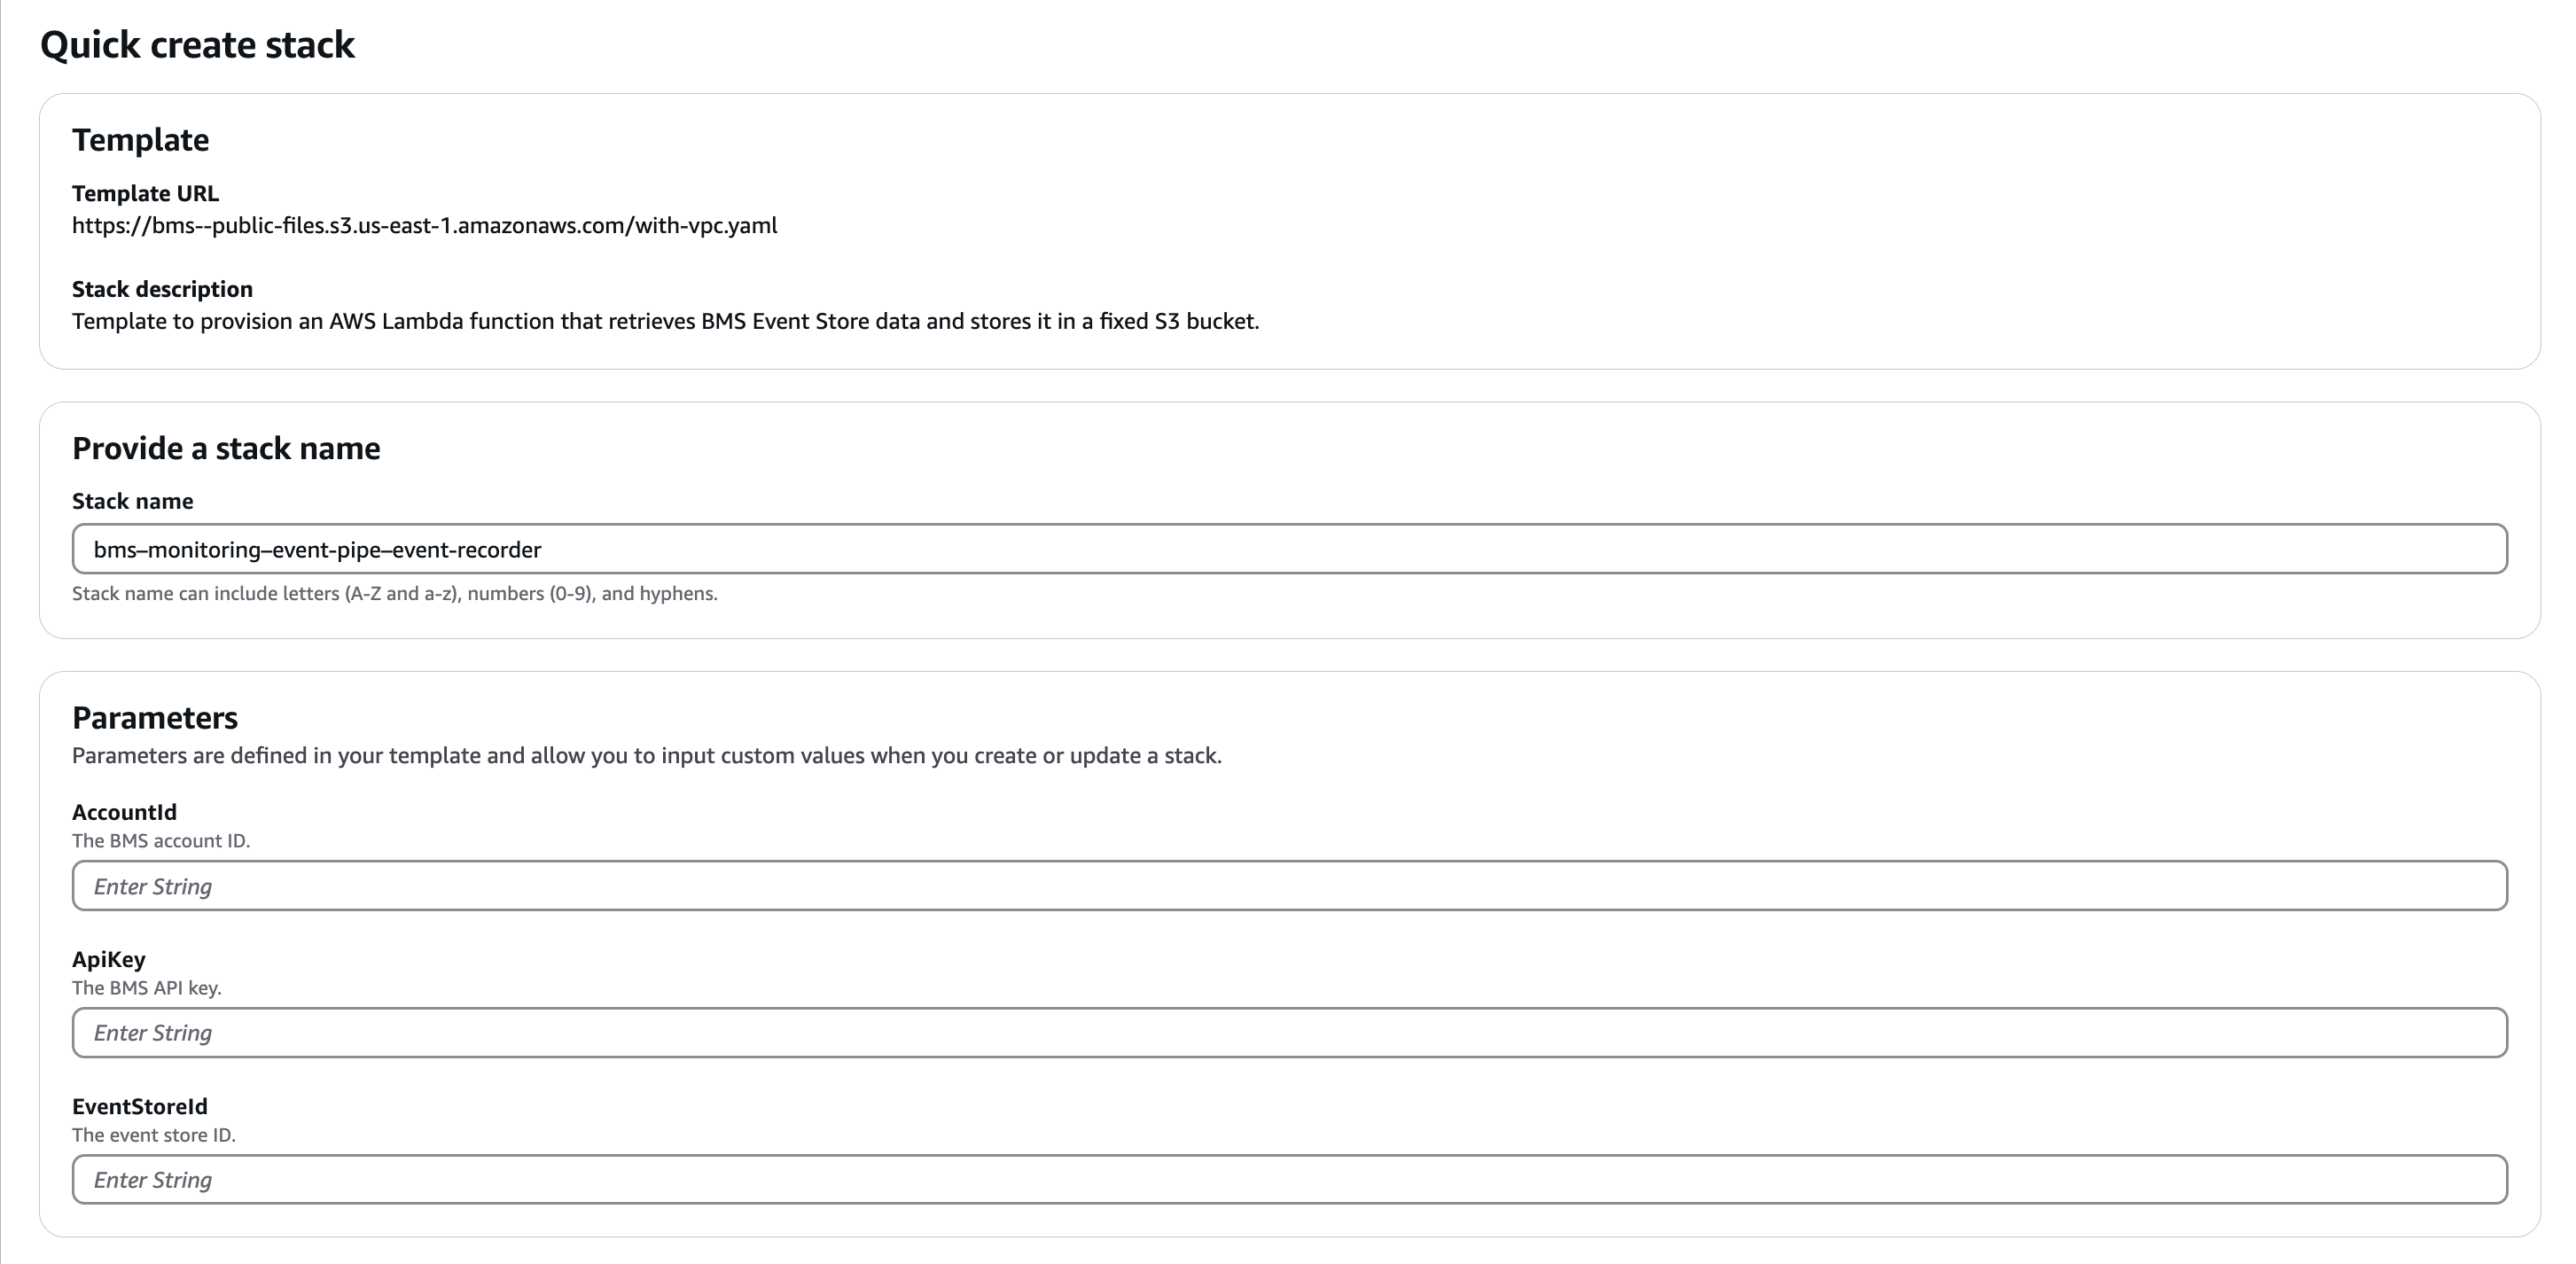 Quick create stack
Template
Template URL
https://bms--public-files.s3.us-east-1.amazonaws.com/with-vpc.yaml
Stack description
Template to provision an AWS Lambda function that retrieves BMS Event Store data and stores it in a fixed S3 bucket.
Provide a stack name
Stack name
bms–monitoring–event-pipe–event-recorder
Stack name can include letters (A-Z and a-z), numbers (0-9), and hyphens.
Parameters
Parameters are defined in your template and allow you to input custom values when you create or update a stack.
AccountId
The BMS account ID.
Enter String
ApiKey
The BMS API key.
Enter String
EventStoreId
The event store ID.
Enter String